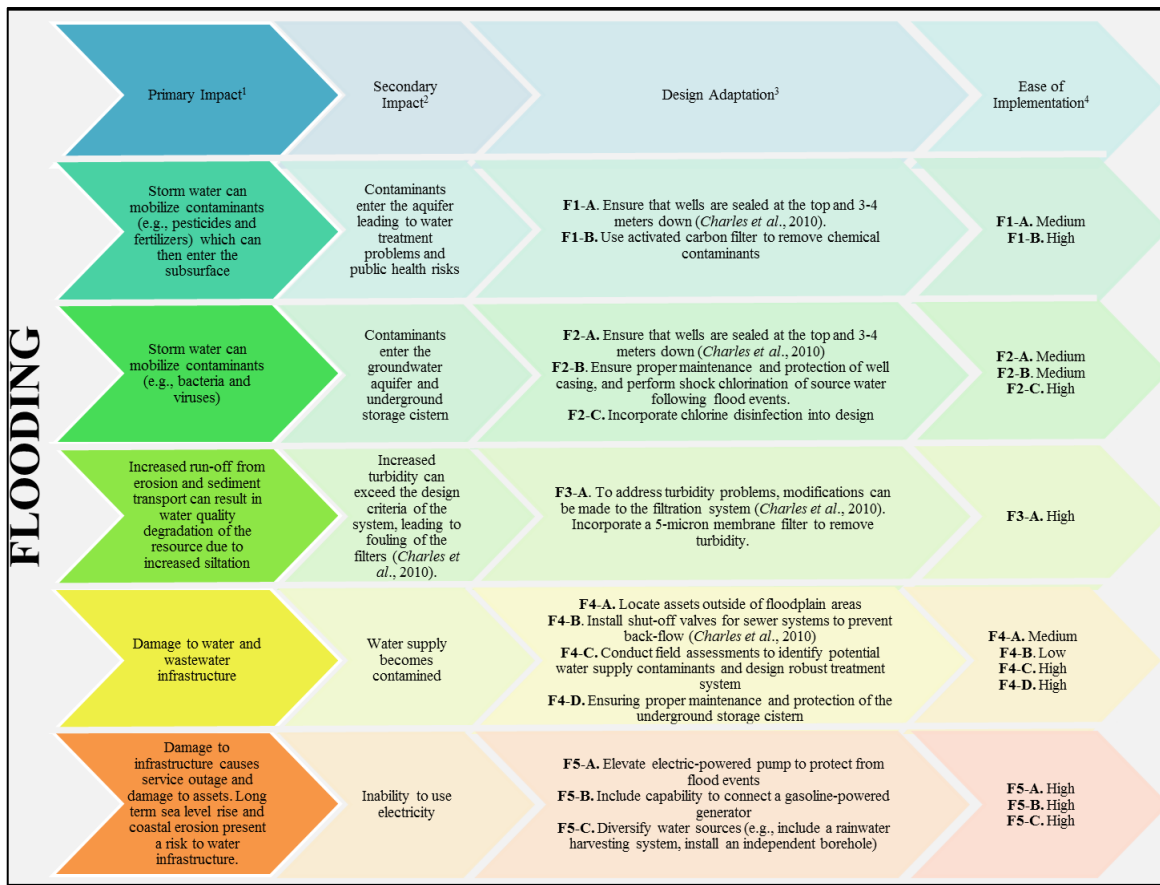 FLOODING
Primary Impact1
Secondary
Impact2
Design Adaptation3
Ease of
Implementation4
Storm water can
mobilize contaminants
(e.g., pesticides and
fertilizers) which can
then enter the
subsurface
Contaminants
enter the aquifer
leading to water
treatment
problems and
public health risks
F1-A. Ensure that wells are sealed at the top and 3-4
meters down (Charles et al., 2010).
F1-B. Use activated carbon filter to remove chemical
contaminants
F1-A. Medium
F1-B. High
Storm water can
mobilize contaminants
(e.g., bacteria and
viruses)
Contaminants
enter the
groundwater
aquifer and
underground
storage cistern
F2-A. Ensure that wells are sealed at the top and 3-4
meters down (Charles et al., 2010)
F2-B. Ensure proper maintenance and protection of well
casing, and perform shock chlorination of source water
following flood events.
F2-C. Incorporate chlorine disinfection into design
F2-A. Medium
F2-B. Medium
F2-C. High
Increased run-off from
erosion and sediment
transport can result in
water quality
degradation of the
resource due to
increased siltation
Increased
turbidity can
exceed the design
criteria of the
system, leading to
fouling of the
filters (Charles et
al., 2010).
F3-A. To address turbidity problems, modifications can
be made to the filtration system (Charles et al., 2010).
Incorporate a 5-micron membrane filter to remove
turbidity.
F3-A. High
Damage to water and
wastewater
infrastructure
Water supply
becomes
contamined
F4-A. Locate assets outside of floodplain areas
F4-B. Install shut-off valves for sewer systems to prevent
back-flow (Charles et al., 2010)
F4-C. Conduct field assessments to identify potential
water supply contaminants and design robust treatment
system
F4-D. Ensuring proper maintenance and protection of the
underground storage cistern
F4-A. Medium
F4-B. Low
F4-C. High
F4-D. High
Damage to
infrastructure causes
service outage and
damage to assets. Long
term sea level rise and
coastal erosion present
a risk to water
infrastructure.
Inability to use
electricity
F5-A. Elevate electric-powered pump to protect from
flood events
F5-B. Include capability to connect a gasoline-powered
generator
F5-C. Diversify water sources (e.g., include a rainwater
harvesting system, install an independent borehole)
F5-A. High
F5-B. High
F5-C. High